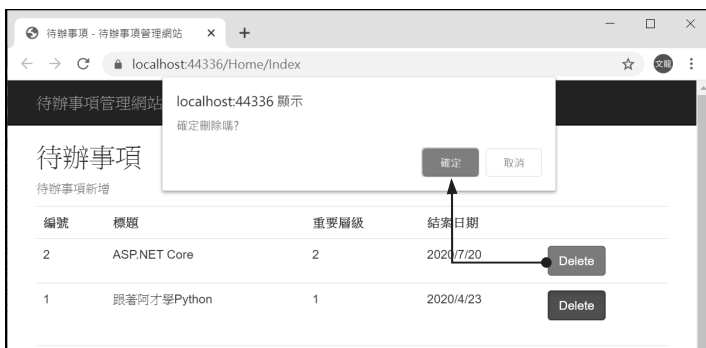 待辦事項 - 待辦事項管理網站
localhost:44336/Home/Index
文龍
待辦事項管理網站
localhost:44336 顯示
確定刪除嗎?
確定 取消
待辦事項
待辦事項新增
編號 標題 重要層級 結案日期
2 ASP.NET Core 2 2020/7/20 Delete
1 跟著阿才學Python 1 2020/4/23 Delete